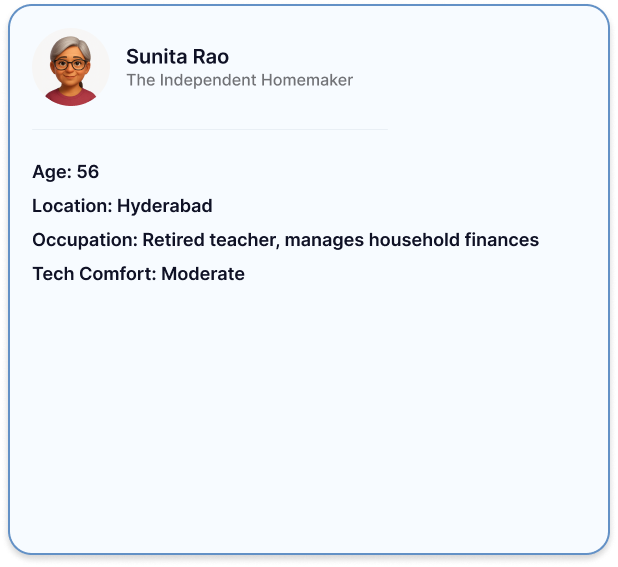 Sunita Rao
The Independent Homemaker
Age: 56
Location: Hyderabad
Occupation: Retired teacher, manages household finances
Tech Comfort: Moderate